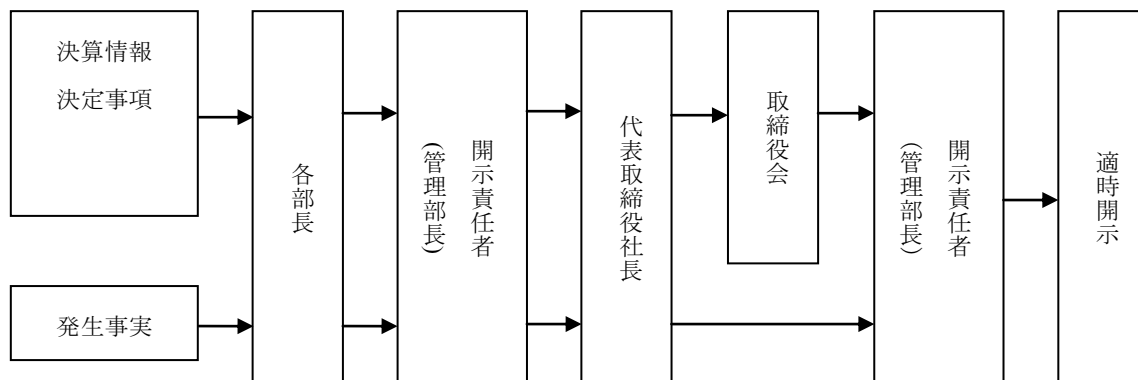 決算情報
決定事項
発生事実
各部長
開示責任者
(管理部長)
代表取締役社長
取締役会
開示責任者
(管理部長)
適時開示